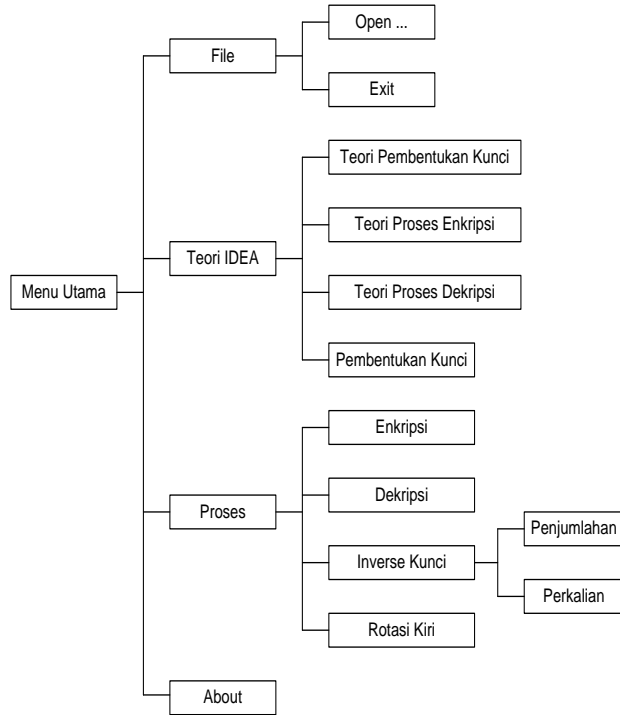 Menu Utama
File
Open ...
Exit
Teori IDEA
Teori Pembentukan Kunci
Teori Proses Enkripsi
Teori Proses Dekripsi
Pembentukan Kunci
Proses
Enkripsi
Dekripsi
Inverse Kunci
Penjumlahan
Perkalian
Rotasi Kiri
About